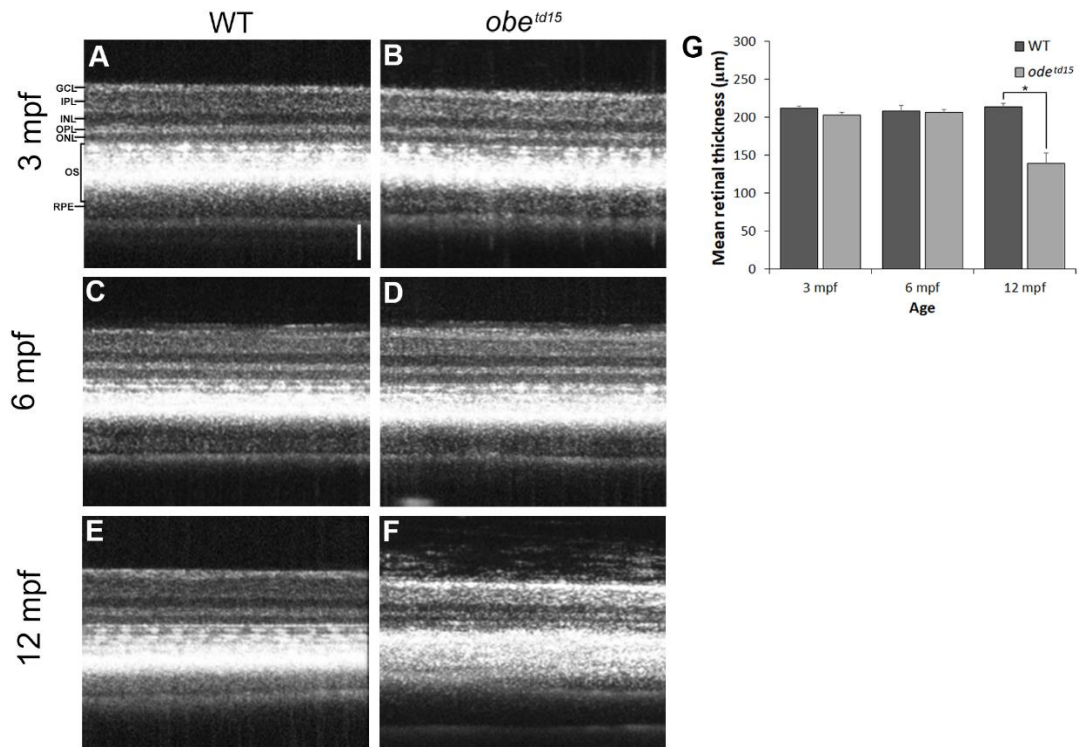 WT
obe^td15
A
B
3 mpf
GCL
IPL
INL
OPL
ONL
OS
RPE
C
D
6 mpf
E
F
12 mpf
G
WT
ode^td15
*
Mean retinal thickness (μm)
300
250
200
150
100
50
0
3 mpf 6 mpf 12 mpf
Age